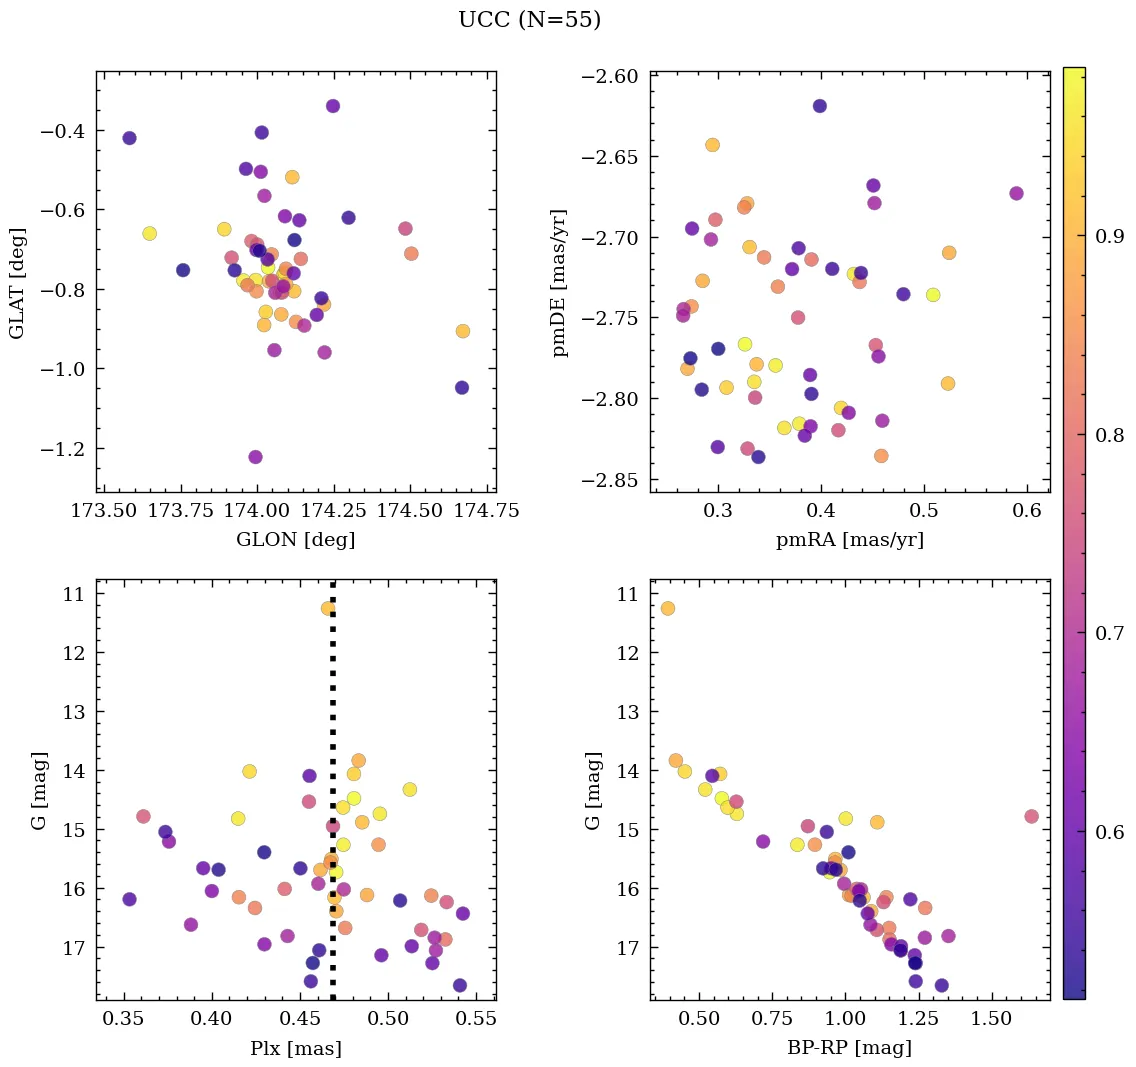 UCC (N=55)
−0.4
−0.6
−0.8
−1.0
−1.2
GLAT [deg]
173.50 173.75 174.00 174.25 174.50 174.75
GLON [deg]
−2.60
−2.65
−2.70
−2.75
−2.80
−2.85
pmDE [mas/yr]
0.3 0.4 0.5 0.6
pmRA [mas/yr]
11
12
13
14
15
16
17
G [mag]
0.35 0.40 0.45 0.50 0.55
Plx [mas]
11
12
13
14
15
16
17
G [mag]
0.50 0.75 1.00 1.25 1.50
BP-RP [mag]
0.9
0.8
0.7
0.6